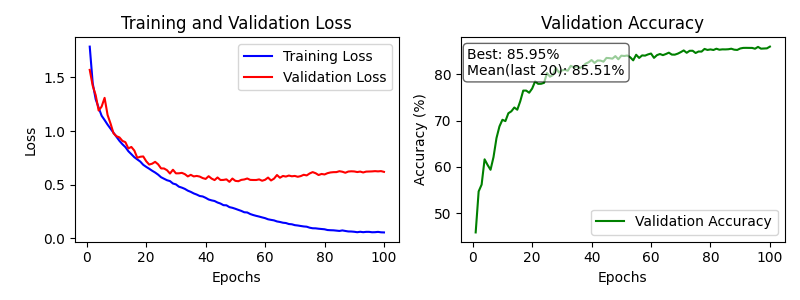 Training and Validation Loss
Loss
1.5
1.0
0.5
0.0
0
20
40
60
80
100
Epochs
Training Loss
Validation Loss
Validation Accuracy
Accuracy (%)
80
70
60
50
0
20
40
60
80
100
Epochs
Best: 85.95%
Mean(last 20): 85.51%
Validation Accuracy